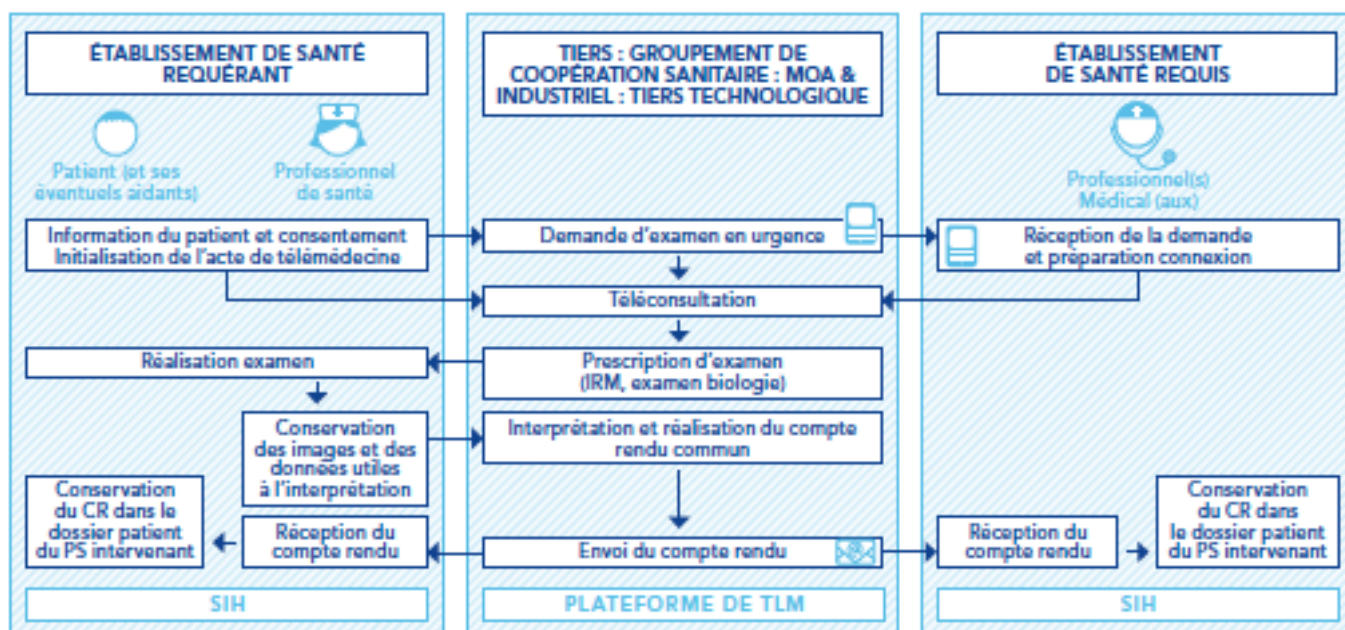 ÉTABLISSEMENT DE SANTÉ
REQUÉRANT
Patient (et ses
éventuels aidants)
Professionnel
de santé
TIERS : GROUPEMENT DE
COOPÉRATION SANITAIRE : MOA &
INDUSTRIEL : TIERS TECHNOLOGIQUE
ÉTABLISSEMENT
DE SANTÉ REQUIS
Professionnel(s)
Médical (aux)
Information du patient et consentement
Initialisation de l'acte de télémédecine
Demande d'examen en urgence
Réception de la demande
et préparation connexion
Téléconsultation
Réalisation examen
Prescription d'examen
(IRM, examen biologie)
Conservation
des images et des
données utiles
à l'interprétation
Interprétation et réalisation du compte
rendu commun
Conservation
du CR dans le
dossier patient
du PS intervenant
Réception du
compte rendu
Envoi du compte rendu
Réception du
compte rendu
Conservation
du CR dans
le dossier patient
du PS intervenant
SIH
PLATEFORME DE TLM
SIH